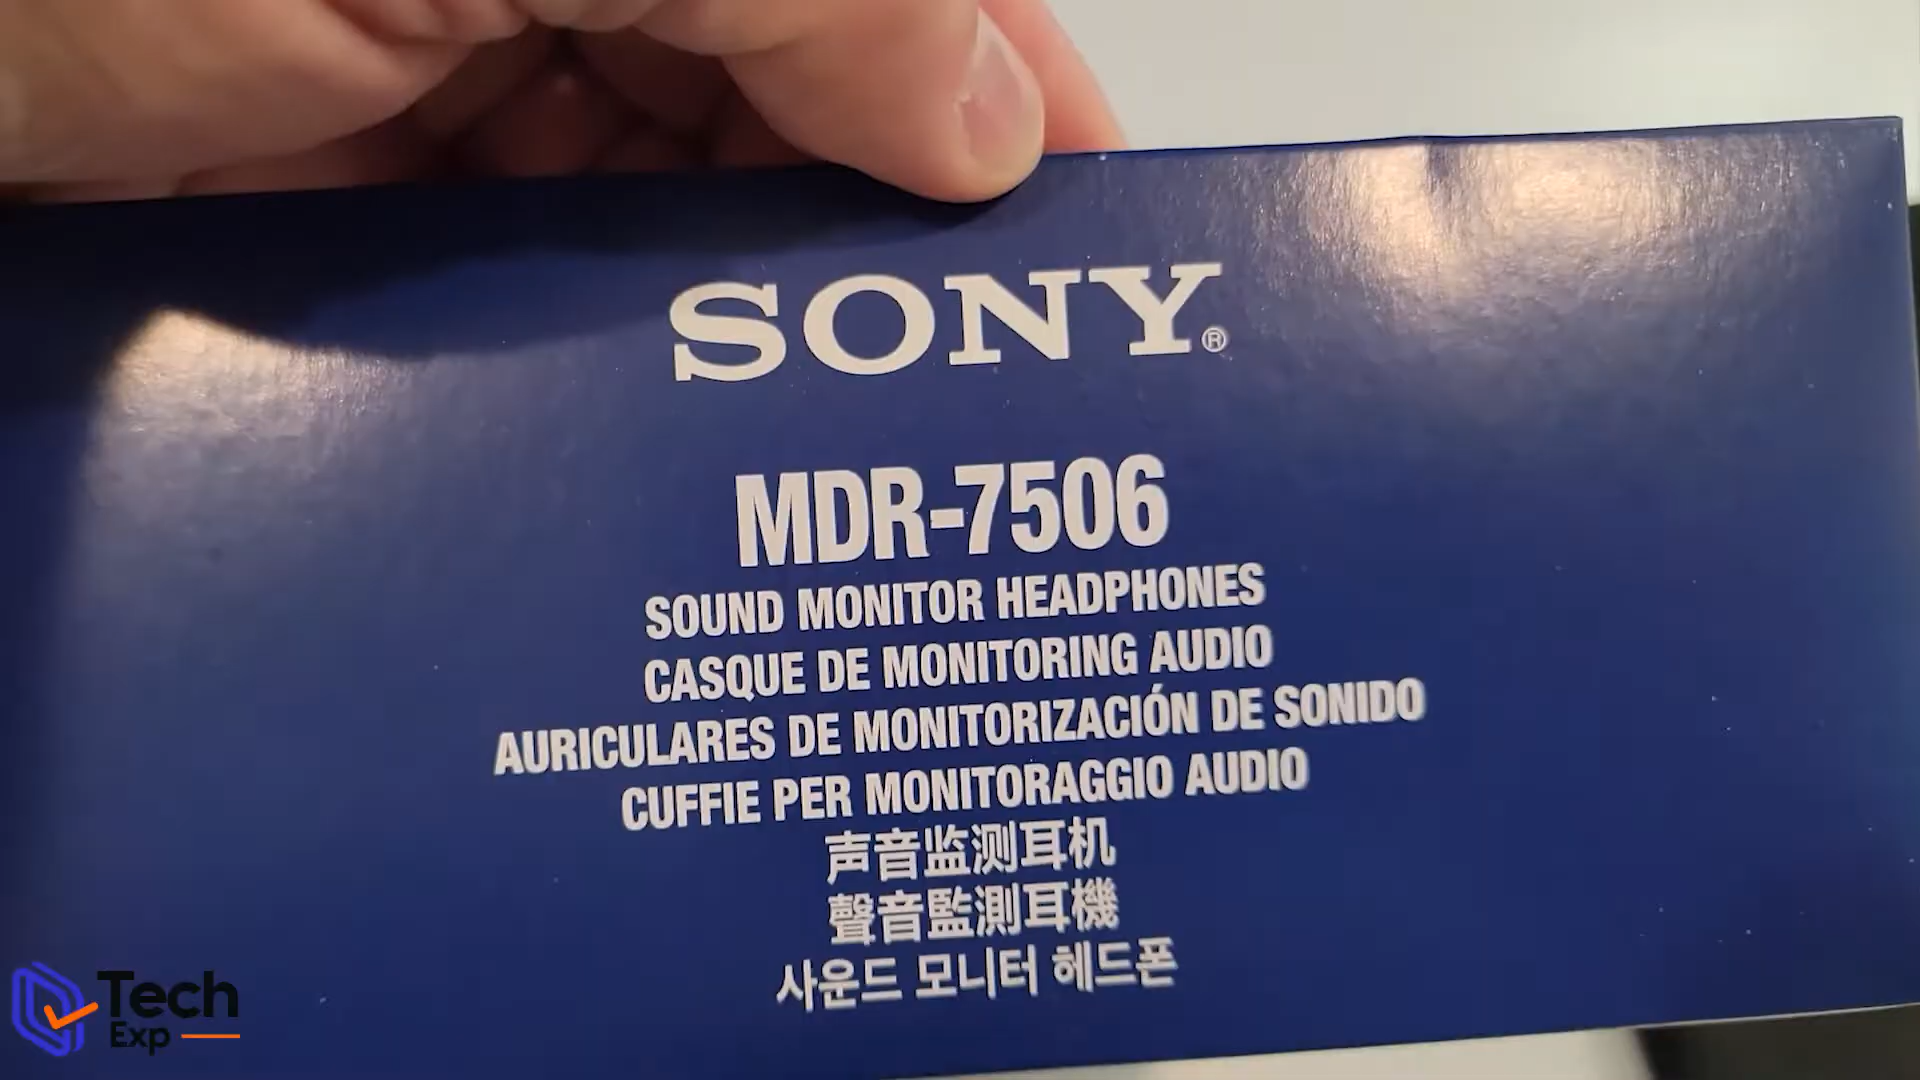 SONY®
MDR-7506
SOUND MONITOR HEADPHONES
CASQUE DE MONITORING AUDIO
AURICULARES DE MONITORIZACIÓN DE SONIDO
CUFFIE PER MONITORAGGIO AUDIO
声音监测耳机
聲音監測耳機
사운드 모니터 헤드폰
Tech
Exp